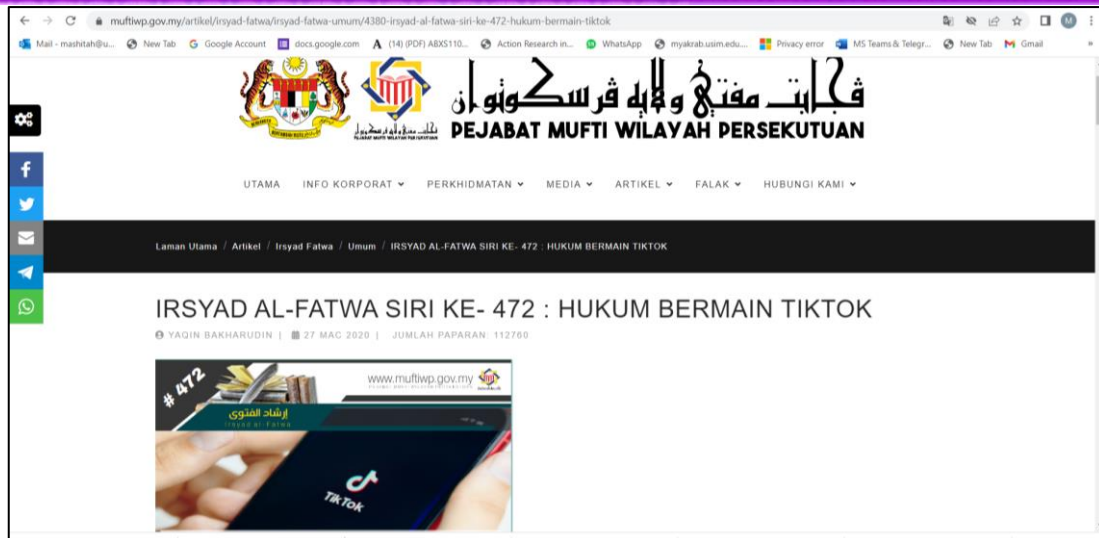 muftiwp.gov.my/artikel/irsyad-fatwa/irsyad-fatwa-umum/4380-irsyad-al-fatwa-siri-ke-472-hukum-bermain-tiktok
M
Mail - mashitah@u... New Tab Google Account docs.google.com (14) (PDF) ABXS110... Action Research in... WhatsApp myakrab.usim.edu... Privacy error MS Teams & Telegr... New Tab Gmail »
ڤجابت مفتي ولايه ڤرسکوتوان
PEJABAT MUFTI WILAYAH PERSEKUTUAN
UTAMA INFO KORPORAT PERKHIDMATAN MEDIA ARTIKEL FALAK HUBUNGI KAMI
Laman Utama / Artikel / Irsyad Fatwa / Umum / IRSYAD AL-FATWA SIRI KE- 472 : HUKUM BERMAIN TIKTOK
IRSYAD AL-FATWA SIRI KE- 472 : HUKUM BERMAIN TIKTOK
YAQIN BAKHARUDIN | 27 MAC 2020 | JUMLAH PAPARAN: 112760
# 472
www.muftiwp.gov.my
إرشاد الفتوى
Irsyad al-Fatwa
TikTok